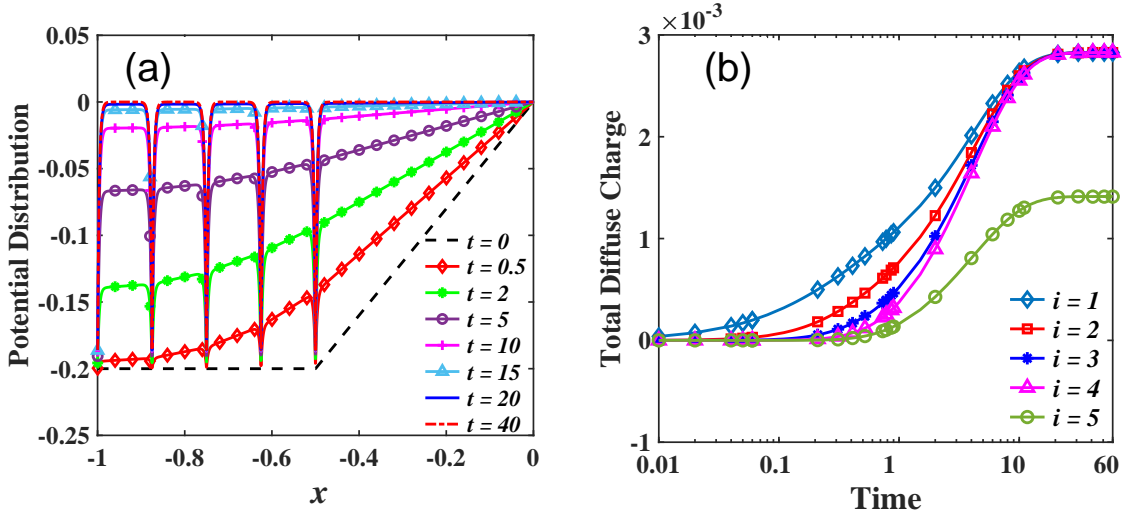 (a)
0.05
0
-0.05
-0.1
-0.15
-0.2
-0.25
Potential Distribution
-1
-0.8
-0.6
-0.4
-0.2
0
x
t = 0
t = 0.5
t = 2
t = 5
t = 10
t = 15
t = 20
t = 40
(b)
×10⁻³
3
2
1
0
-1
Total Diffuse Charge
0.01
0.1
1
10
60
Time
i = 1
i = 2
i = 3
i = 4
i = 5